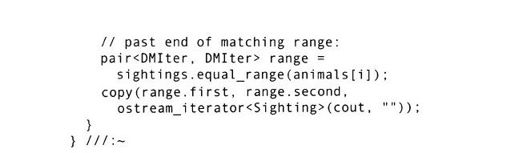 // past end of matching range:
pair<DMIter, DMIter> range =
sightings.equal_range(animals[i]);
copy(range.first, range.second,
ostream_iterator<Sighting>(cout, ""));
}
} ///:~